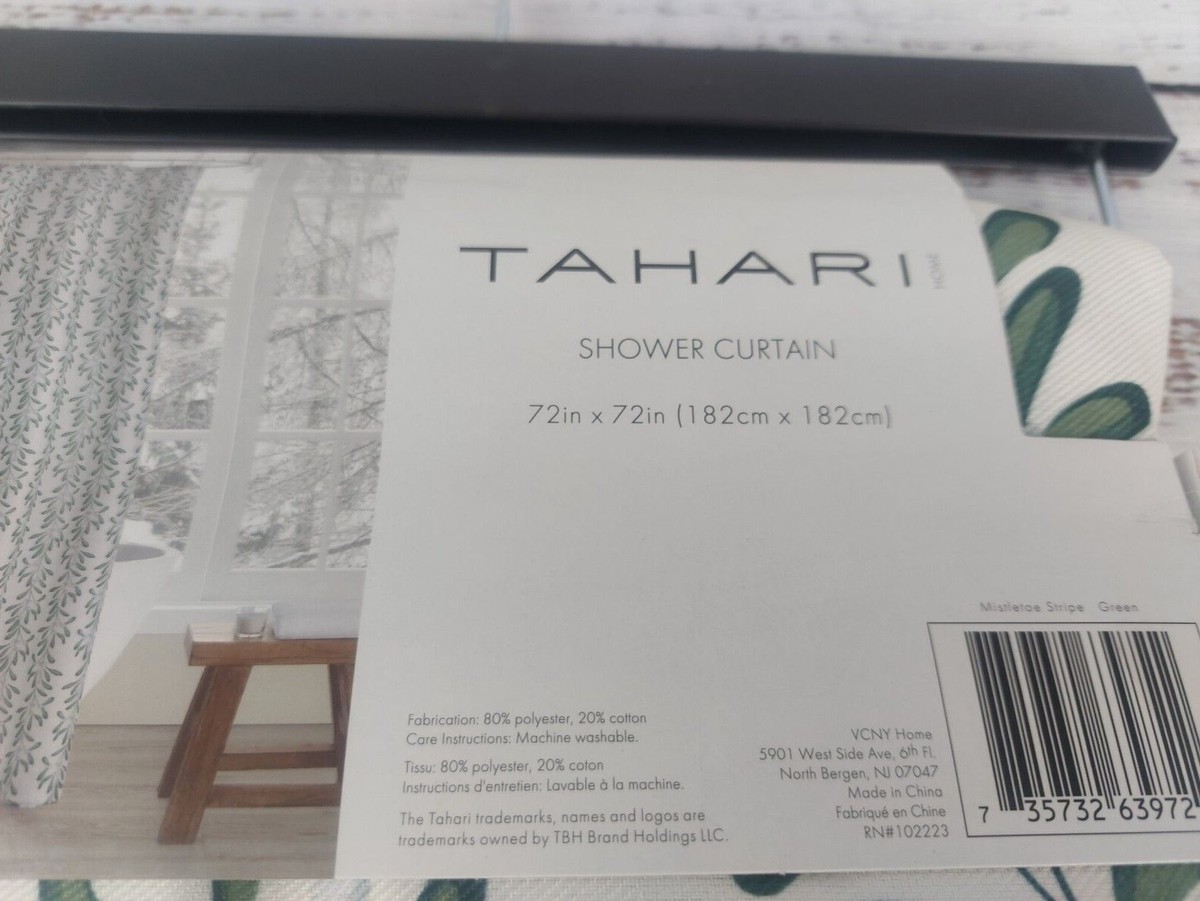 TAHARI HOME
SHOWER CURTAIN
72in x 72in (182cm x 182cm)
Mistletoe Stripe Green
Fabrication: 80% polyester, 20% cotton
Care Instructions: Machine washable.
Tissu: 80% polyester, 20% coton
Instructions d'entretien: Lavable à la machine.
The Tahari trademarks, names and logos are
trademarks owned by TBH Brand Holdings LLC.
VCNY Home
5901 West Side Ave, 6th Fl.
North Bergen, NJ 07047
Made in China
Fabriqué en Chine
RN#102223
7 35732 63972